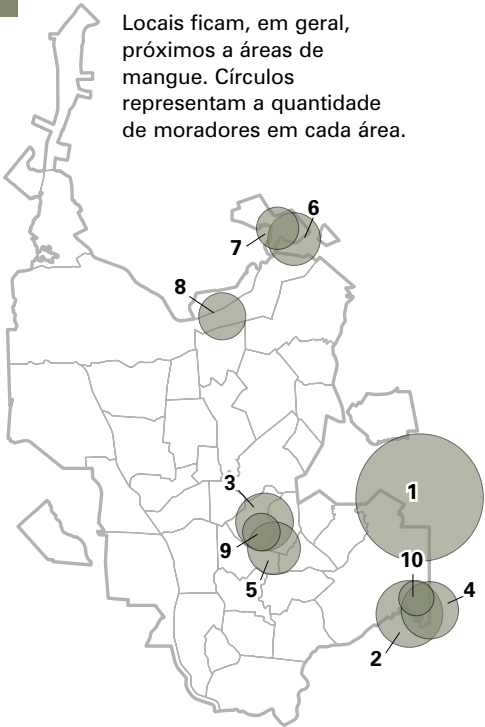 Locais ficam, em geral,
próximos a áreas de
mangue. Círculos
representam a quantidade
de moradores em cada área.
6
7
8
1
3
9
5
10
4
2